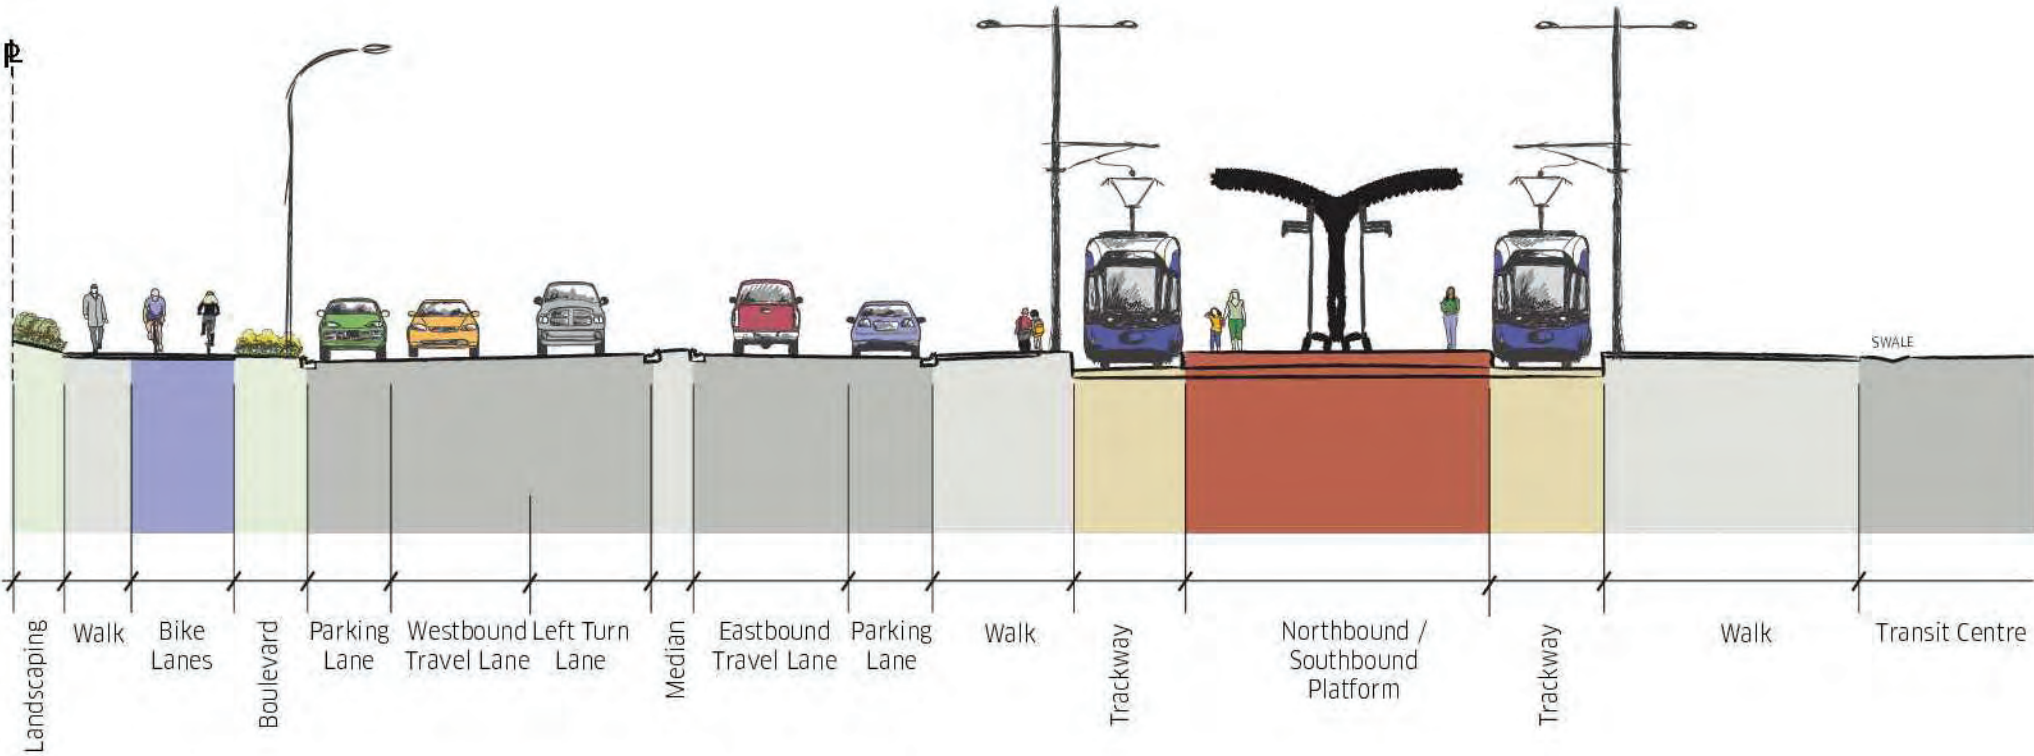 PL
SWALE
Landscaping
Walk
Bike
Lanes
Boulevard
Parking
Lane
Westbound
Travel Lane
Left Turn
Lane
Median
Eastbound
Travel Lane
Parking
Lane
Walk
Trackway
Northbound /
Southbound
Platform
Trackway
Walk
Transit Centre